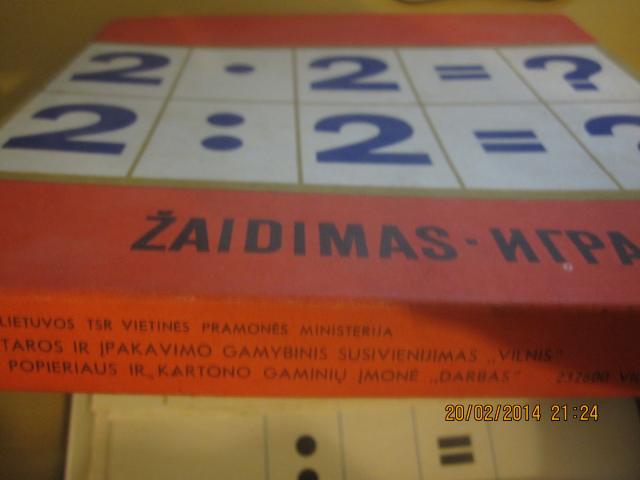 2 · 2 = ?
2 : 2 = ?
ŽAIDIMAS · ИГРА
LIETUVOS TSR VIETINĖS PRAMONĖS MINISTERIJA
TAROS IR ĮPAKAVIMO GAMYBINIS SUSIVIENIJIMAS „VILNIS"
POPIERIAUS IR KARTONO GAMINIŲ ĮMONĖ „DARBAS" 232600
: =
20/02/2014 21:24